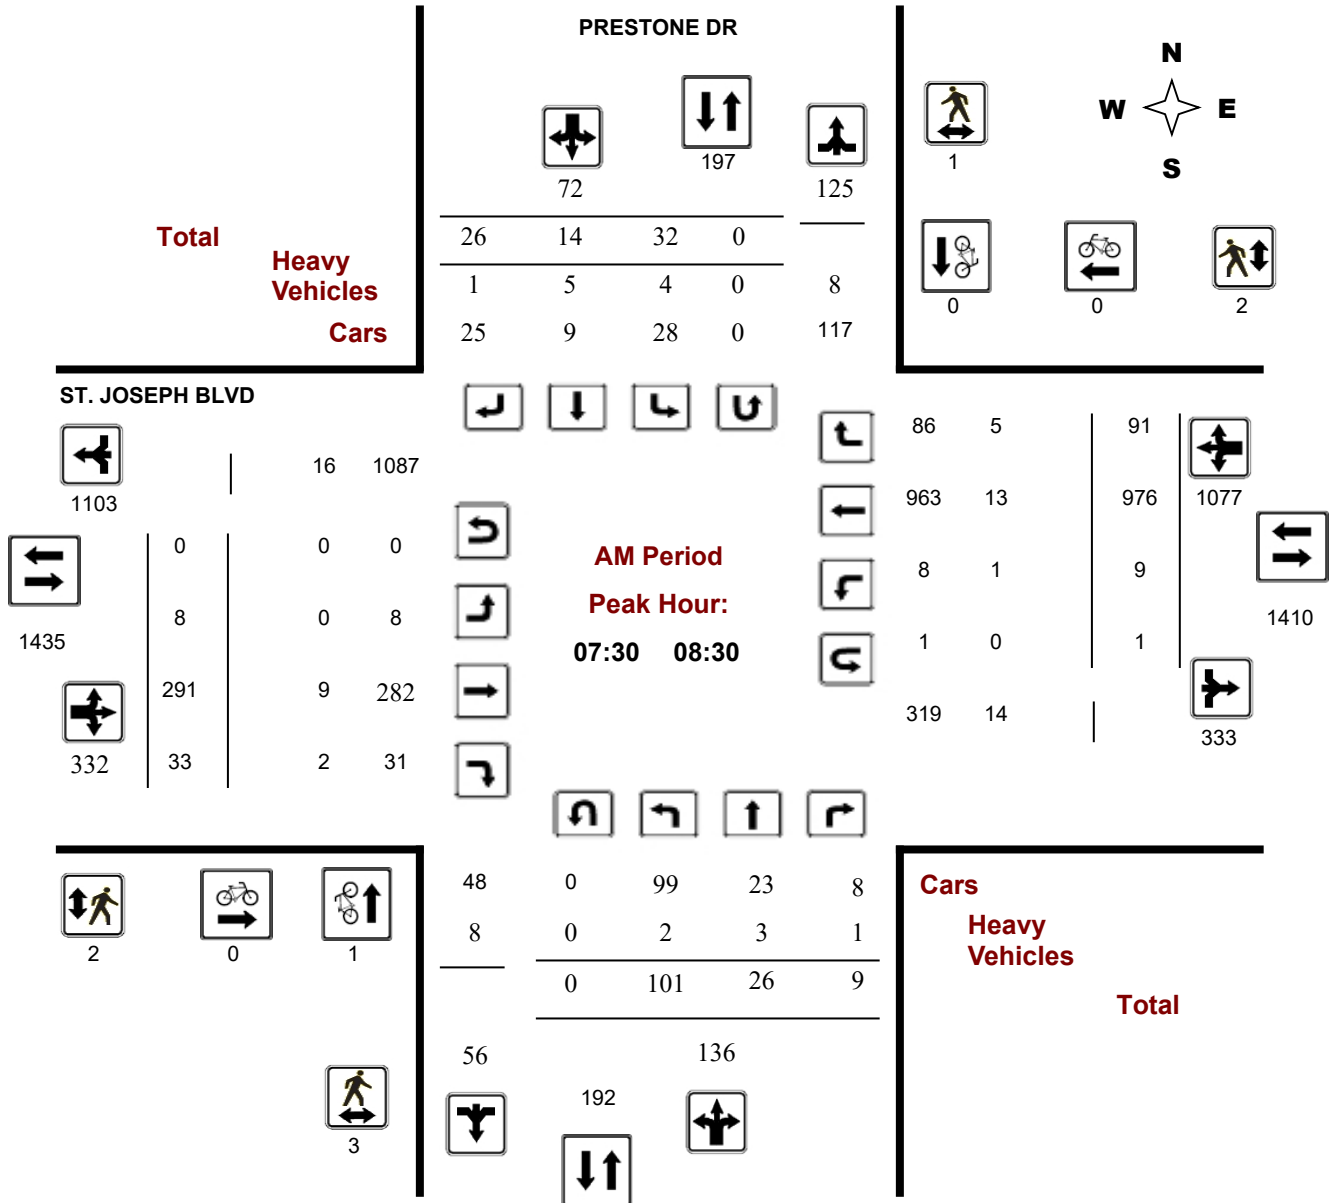 PRESTONE DR
N
W E
S
197
1
72
125
Total
26 14 32 0
Heavy
Vehicles
1 5 4 0 8
0 0 2
Cars
25 9 28 0 117
ST. JOSEPH BLVD
86 5 91
16 1087
1103
963 13 976 1077
0 0 0
AM Period
8 1 9
Peak Hour:
8 0 8
1410
1435
07:30 08:30
1 0 1
291 9 282
319 14
333
332 33 2 31
48 0 99 23 8
Cars
8 0 2 3 1
Heavy
Vehicles
2 0 1
0 101 26 9
Total
56 136
192
3